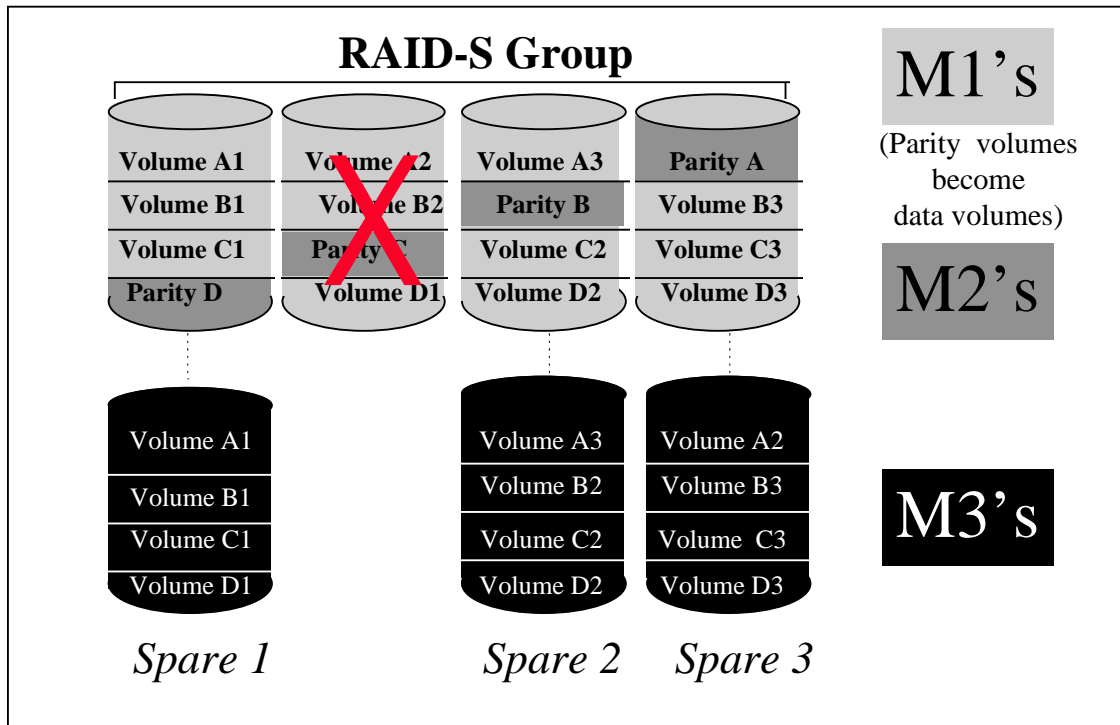 RAID-S Group
M1's
(Parity volumes
become
data volumes)
M2's
M3's
Volume A1
Volume B1
Volume C1
Parity D
Volume A2
Volume B2
Parity C
Volume D1
Volume A3
Parity B
Volume C2
Volume D2
Parity A
Volume B3
Volume C3
Volume D3
Volume A1
Volume B1
Volume C1
Volume D1
Spare 1
Volume A3
Volume B2
Volume C2
Volume D2
Spare 2
Volume A2
Volume B3
Volume C3
Volume D3
Spare 3